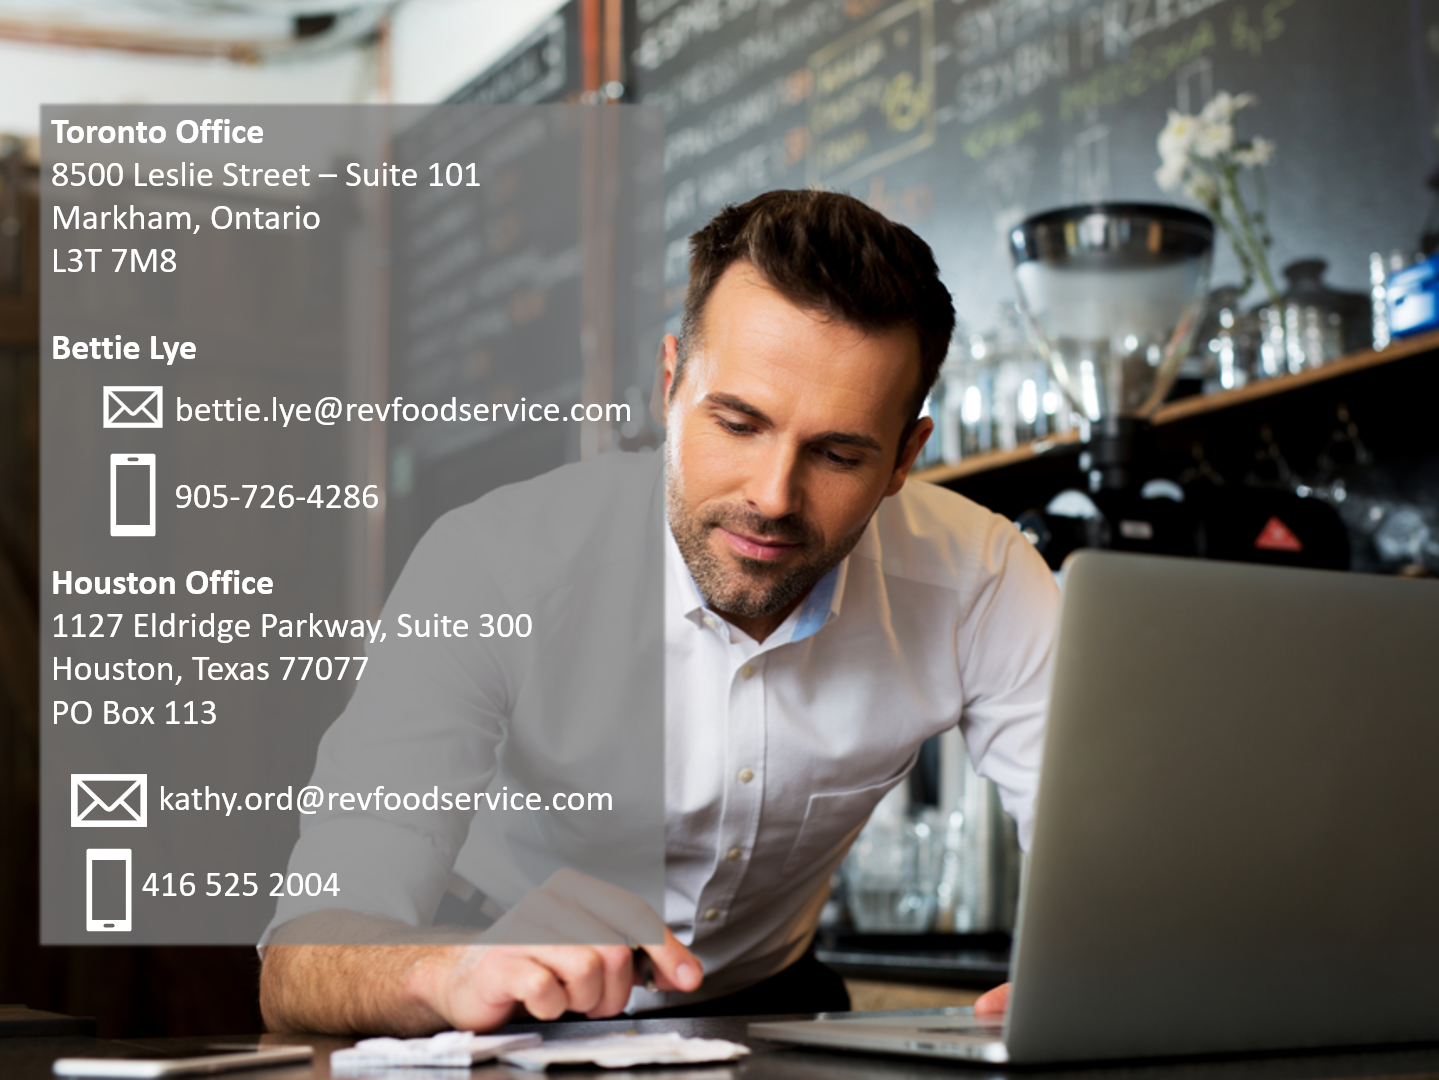 Toronto Office
8500 Leslie Street – Suite 101
Markham, Ontario
L3T 7M8
Bettie Lye
bettie.lye@revfoodservice.com
905-726-4286
Houston Office
1127 Eldridge Parkway, Suite 300
Houston, Texas 77077
PO Box 113
kathy.ord@revfoodservice.com
416 525 2004